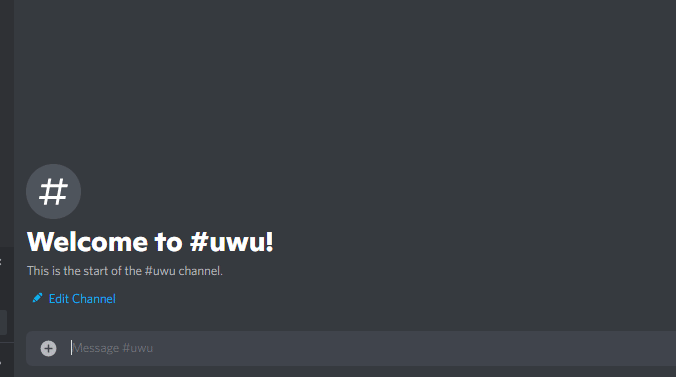 #
Welcome to #uwu!
This is the start of the #uwu channel.
Edit Channel
Message #uwu